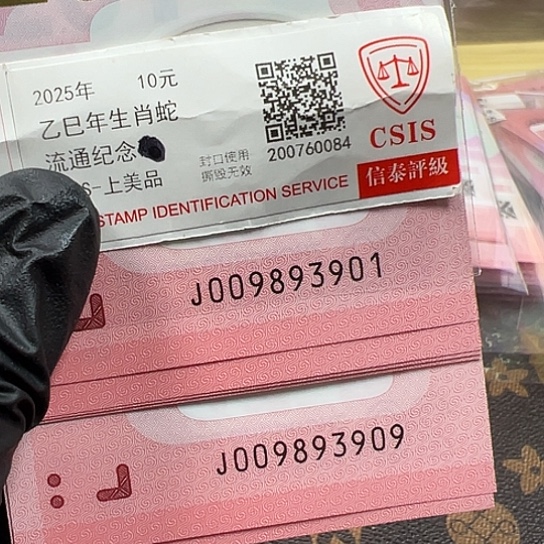 2025年 10元
乙巳年生肖蛇
流通纪念
S-上美品
封口使用
撕毁无效
200760084
CSIS
信泰評級
STAMP IDENTIFICATION SERVICE
J009893901
J009893909